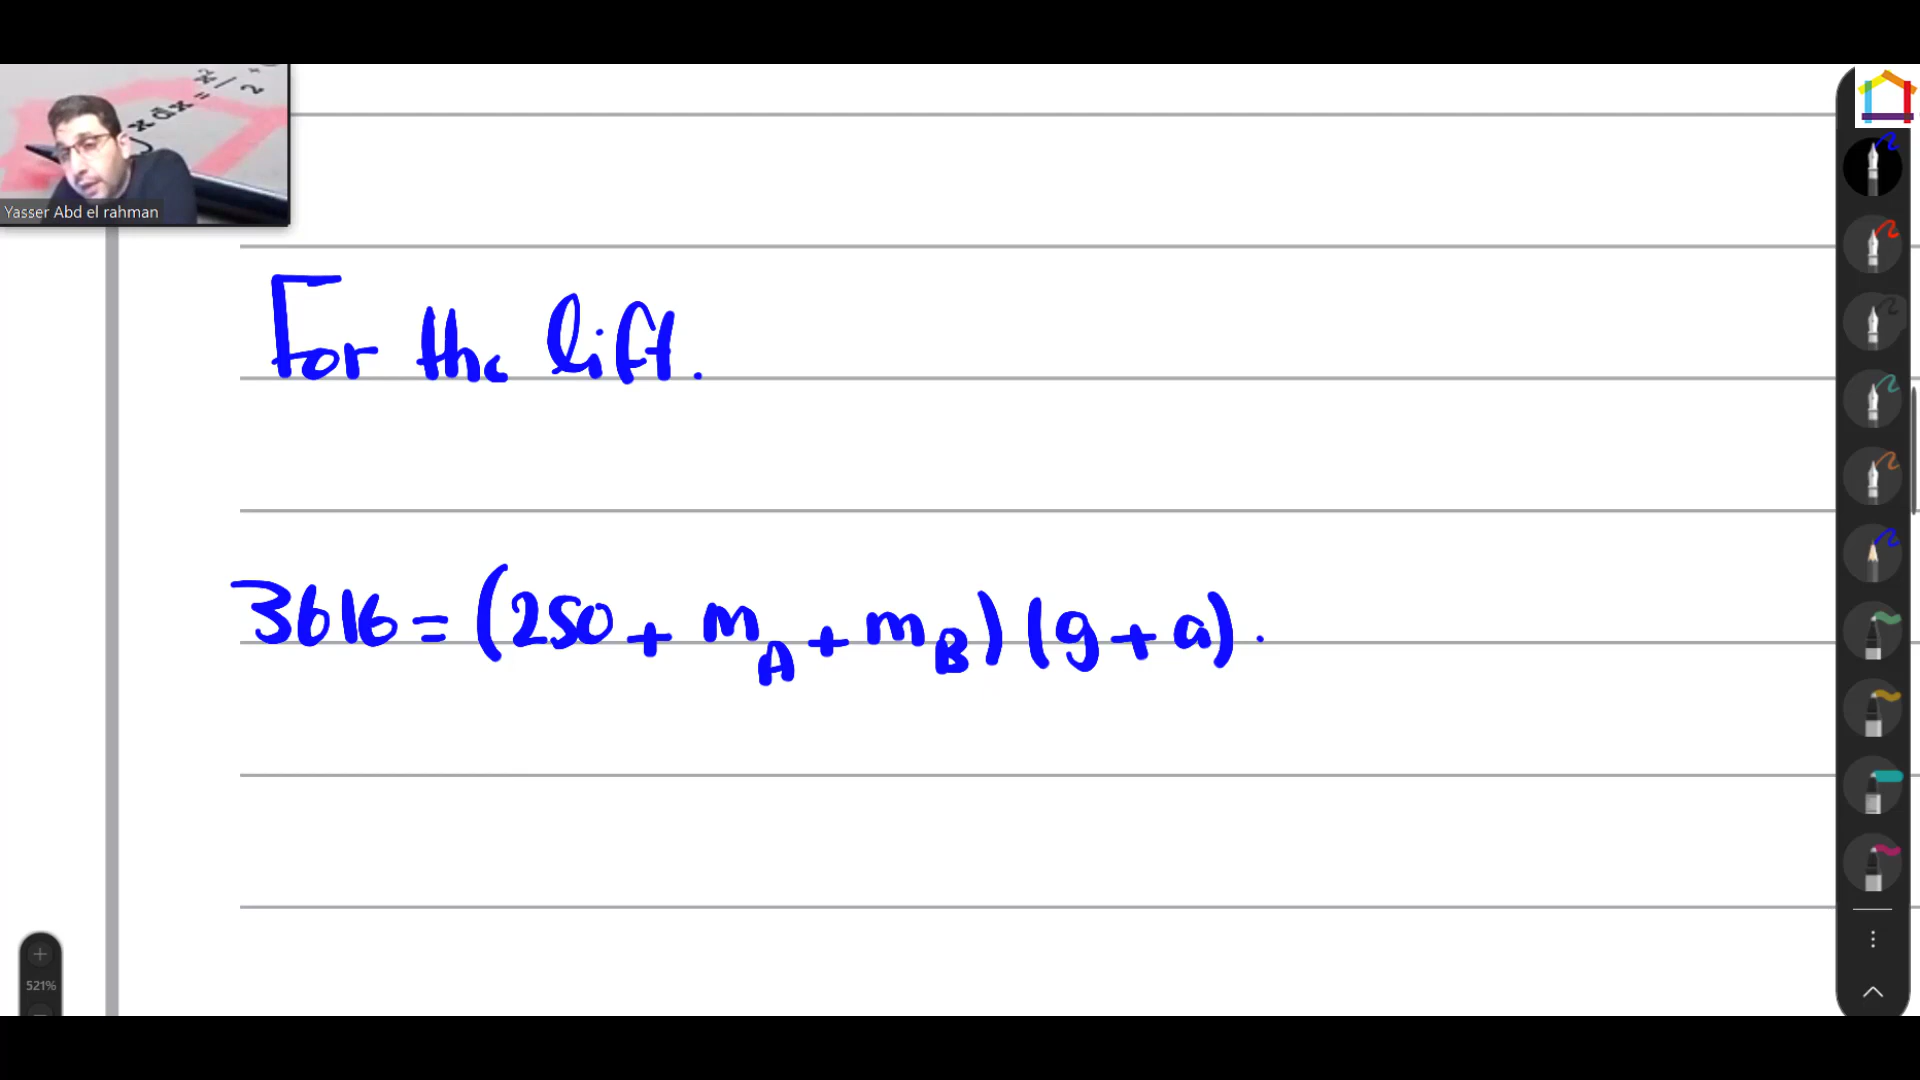 Yasser Abd el rahman
For the lift.
3616 = (250 + m_A + m_B)(g + a).
521%